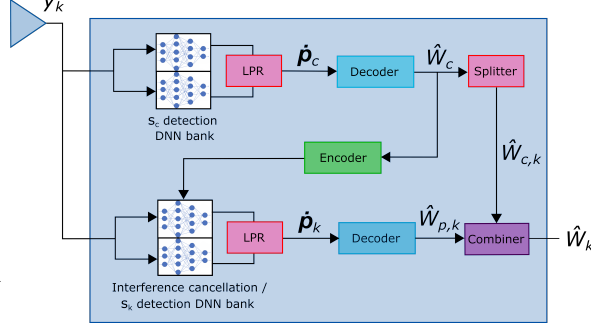 yₖ
LPR
ṗ_c
Decoder
Ŵ_c
Splitter
s_c detection
DNN bank
Encoder
Ŵ_c,k
LPR
ṗ_k
Decoder
Ŵ_p,k
Combiner
Ŵ_k
Interference cancellation /
s_k detection DNN bank